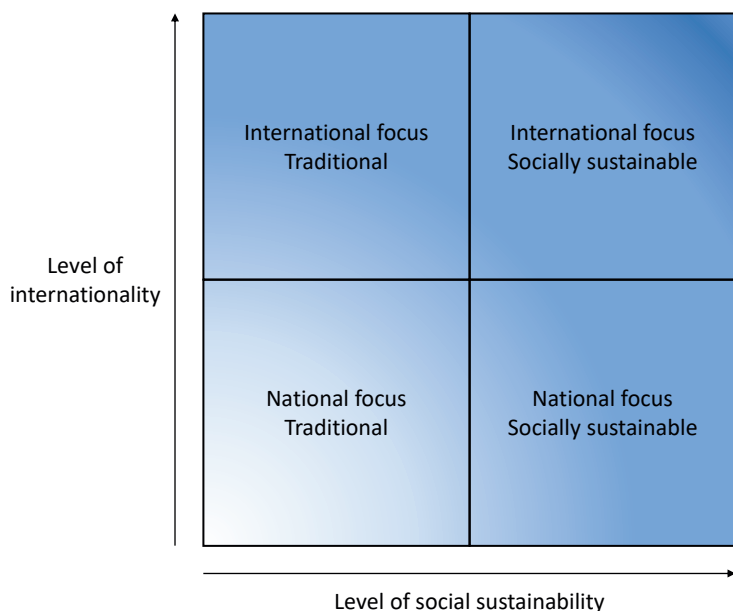 International focus
Traditional
International focus
Socially sustainable
Level of
internationality
National focus
Traditional
National focus
Socially sustainable
Level of social sustainability